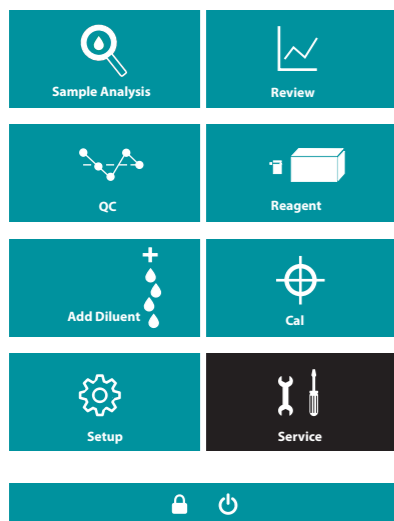 Sample Analysis
Review
QC
Reagent
Add Diluent
Cal
Setup
Service